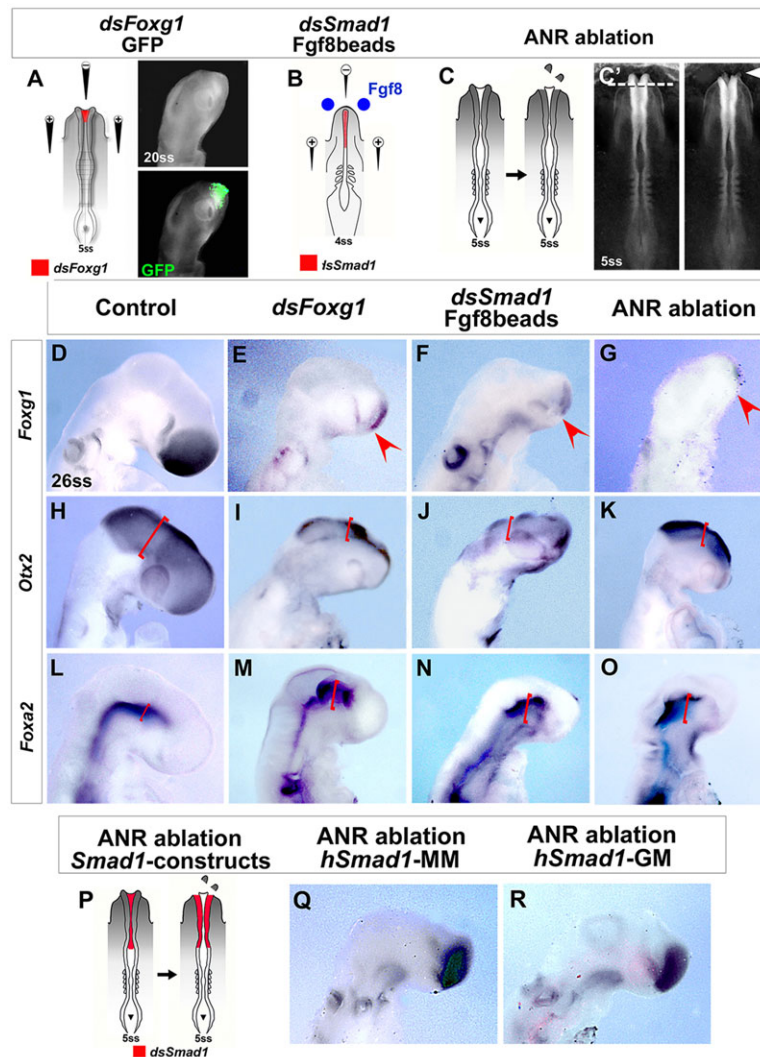 dsFoxg1
GFP
dsSmad1
Fgf8beads
ANR ablation
A
20ss
GFP
5ss
dsFoxg1
B
Fgf8
4ss
lsSmad1
C
5ss
5ss
C'
5ss
Control
dsFoxg1
dsSmad1
Fgf8beads
ANR ablation
Foxg1
D
26ss
E
F
G
Otx2
H
I
J
K
Foxa2
L
M
N
O
ANR ablation
Smad1-constructs
ANR ablation
hSmad1-MM
ANR ablation
hSmad1-GM
P
5ss
5ss
dsSmad1
Q
R